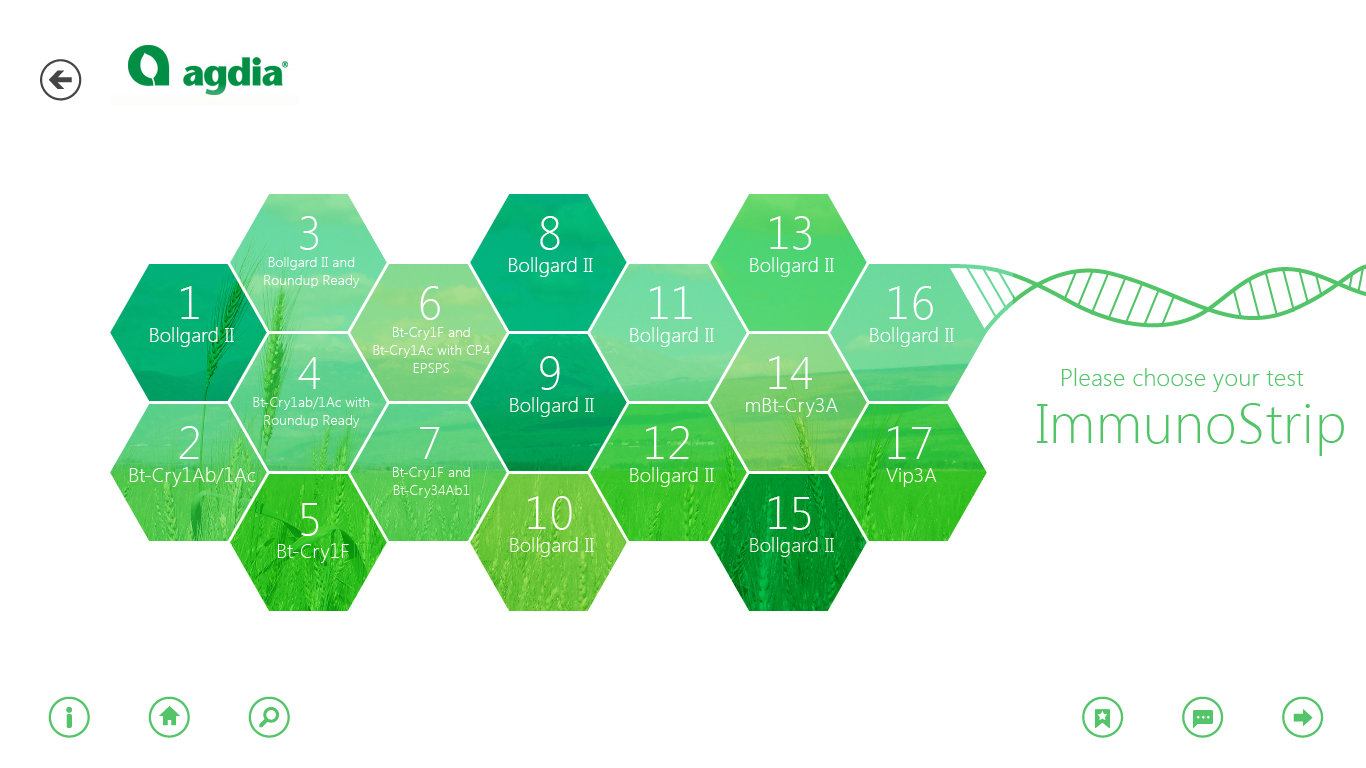 agdia®
1
Bollgard II
2
Bt-Cry1Ab/1Ac
3
Bollgard II and
Roundup Ready
4
Bt-Cry1ab/1Ac with
Roundup Ready
5
Bt-Cry1F
6
Bt-Cry1F and
Bt-Cry1Ac with CP4
EPSPS
7
Bt-Cry1F and
Bt-Cry34Ab1
8
Bollgard II
9
Bollgard II
10
Bollgard II
11
Bollgard II
12
Bollgard II
13
Bollgard II
14
mBt-Cry3A
15
Bollgard II
16
Bollgard II
17
Vip3A
Please choose your test
ImmunoStrip